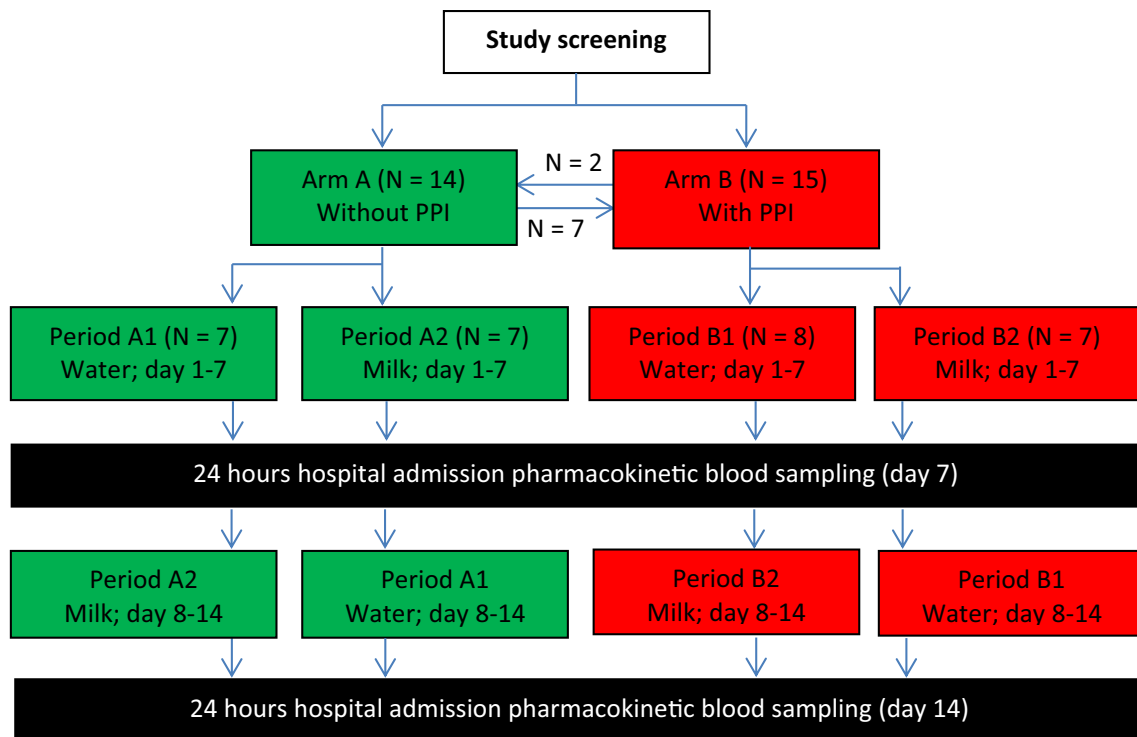 Study screening
Arm A (N = 14)
Without PPI
N = 2
N = 7
Arm B (N = 15)
With PPI
Period A1 (N = 7)
Water; day 1-7
Period A2 (N = 7)
Milk; day 1-7
Period B1 (N = 8)
Water; day 1-7
Period B2 (N = 7)
Milk; day 1-7
24 hours hospital admission pharmacokinetic blood sampling (day 7)
Period A2
Milk; day 8-14
Period A1
Water; day 8-14
Period B2
Milk; day 8-14
Period B1
Water; day 8-14
24 hours hospital admission pharmacokinetic blood sampling (day 14)